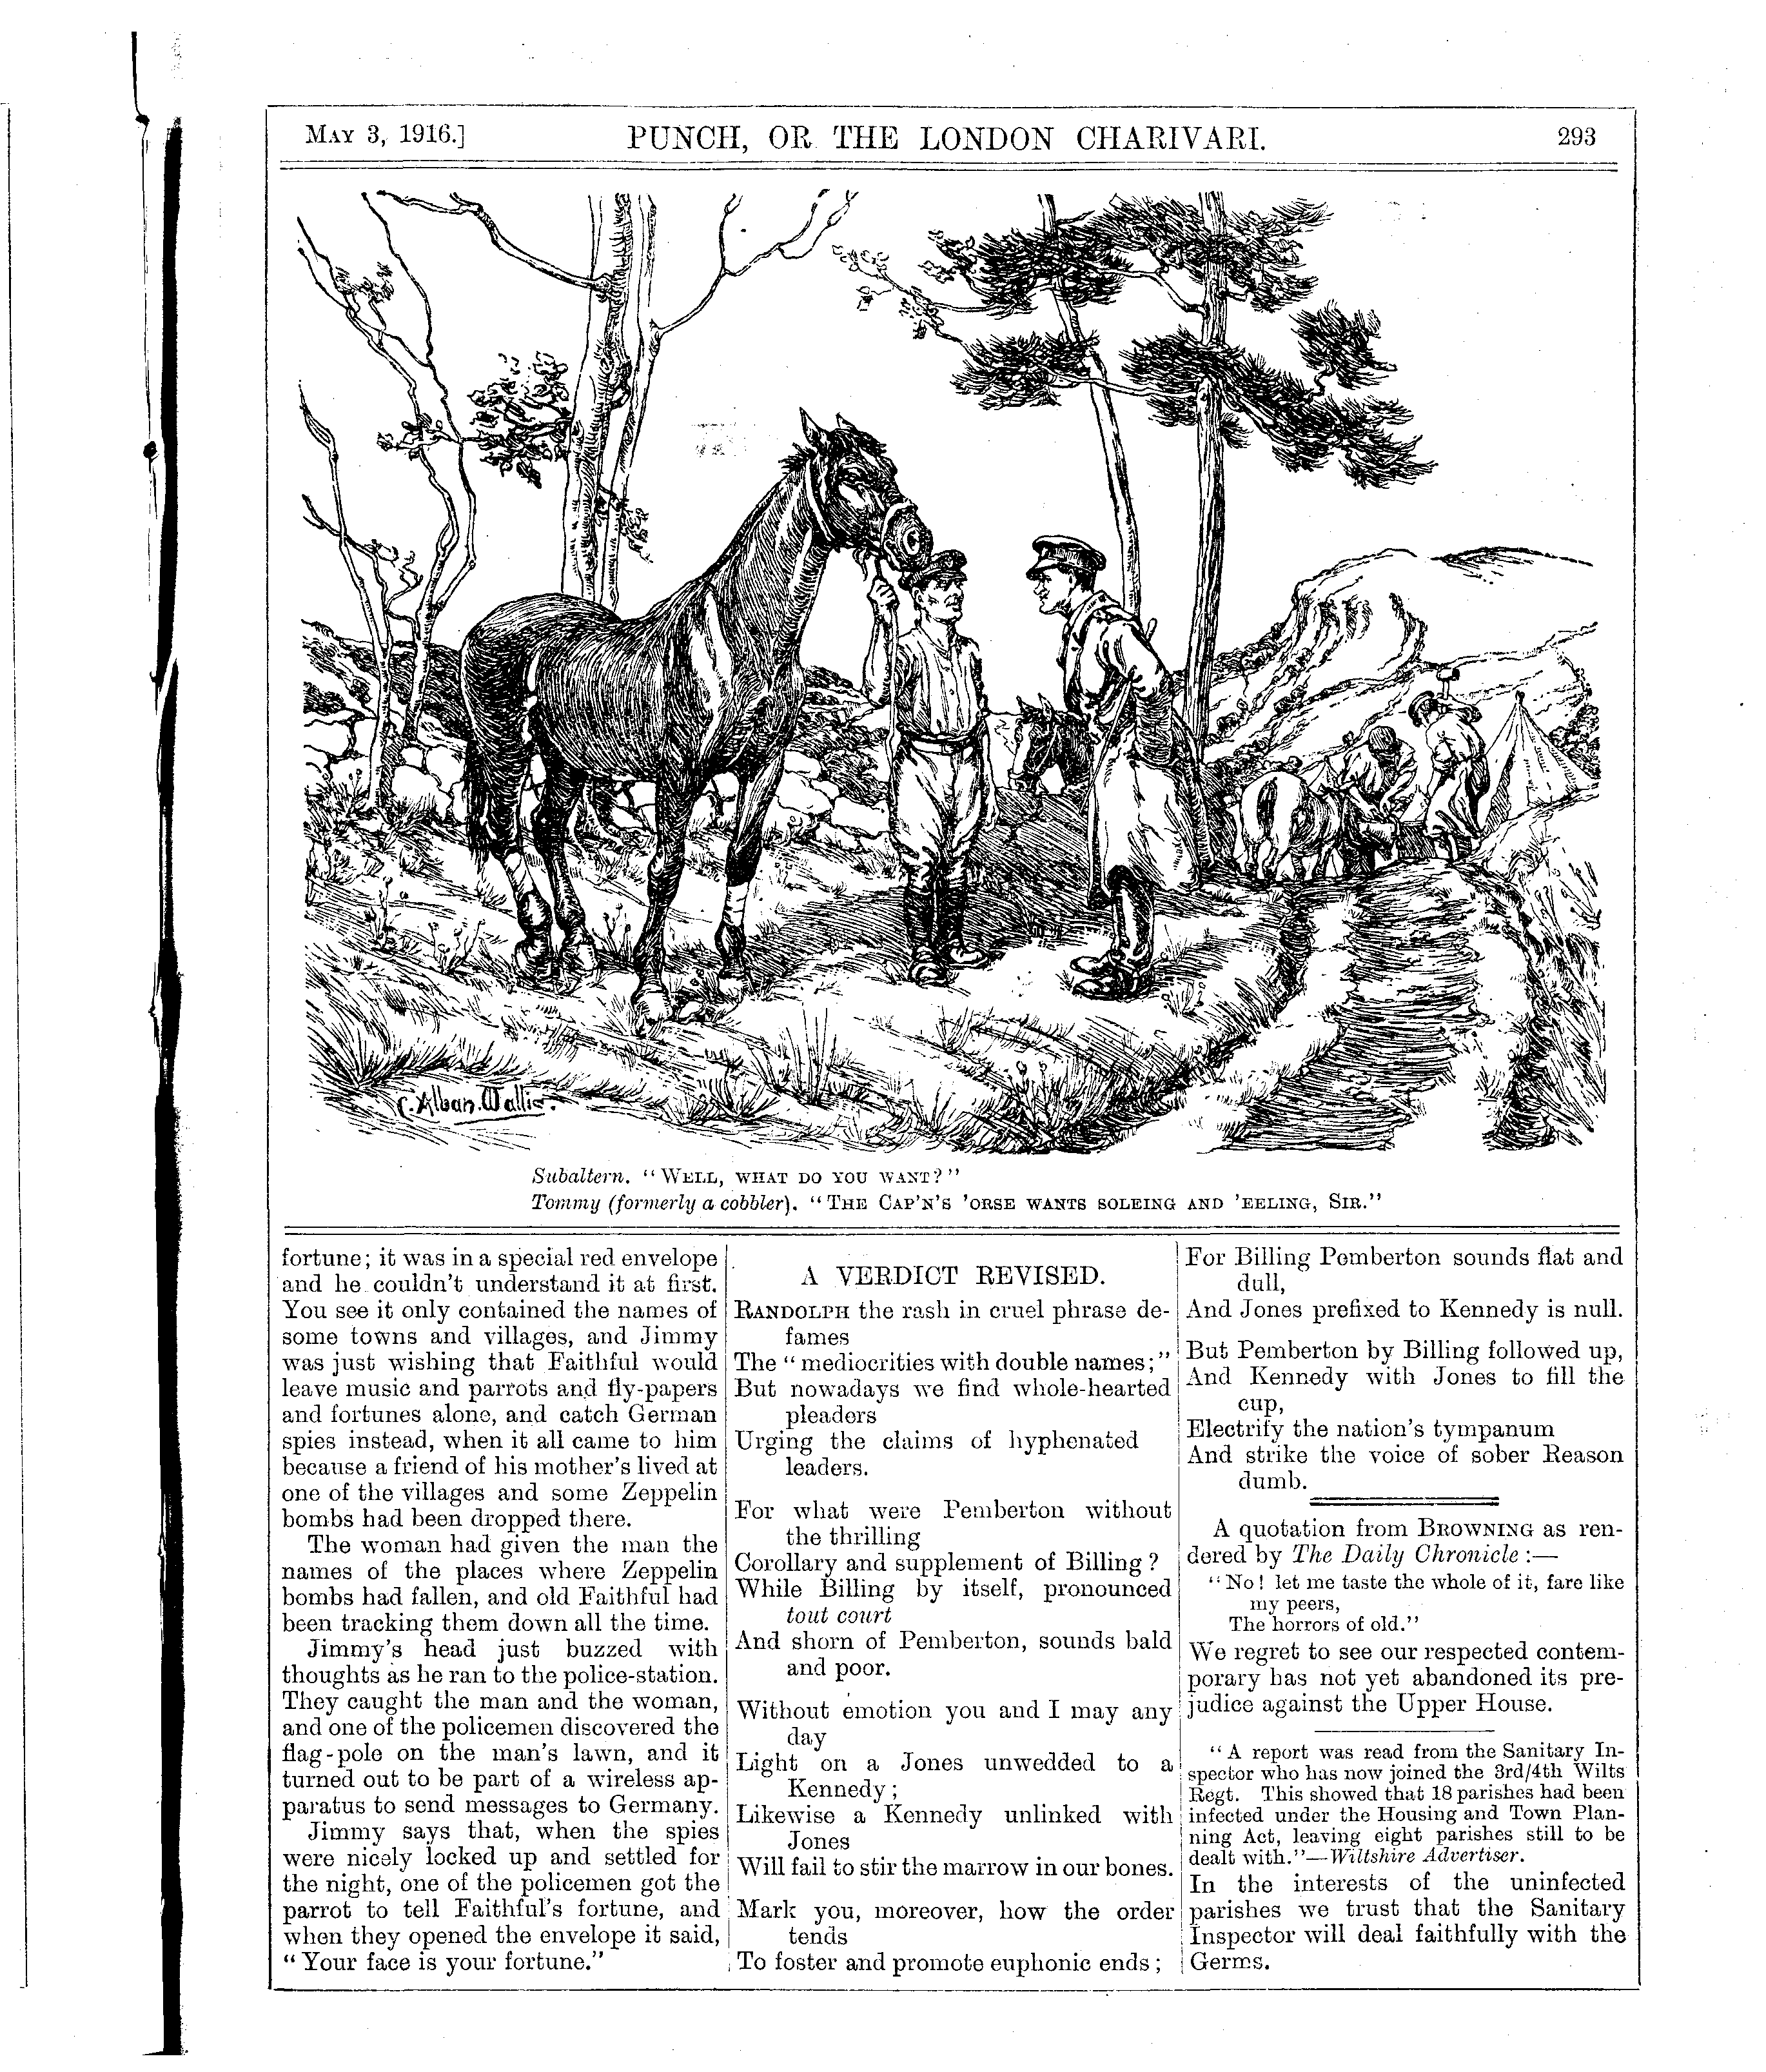 MAY 3, 1916.]
PUNCH, OR THE LONDON CHARIVARI.
293
C. Alban Wallis.
Subaltern. "WELL, WHAT DO YOU WANT?"
Tommy (formerly a cobbler). "THE CAP'N'S 'ORSE WANTS SOLEING AND 'EELING, SIR."
fortune; it was in a special red envelope
and he couldn't understand it at first.
You see it only contained the names of
some towns and villages, and Jimmy
was just wishing that Faithful would
leave music and parrots and fly-papers
and fortunes alone, and catch German
spies instead, when it all came to him
because a friend of his mother's lived at
one of the villages and some Zeppelin
bombs had been dropped there.
The woman had given the man the
names of the places where Zeppelin
bombs had fallen, and old Faithful had
been tracking them down all the time.
Jimmy's head just buzzed with
thoughts as he ran to the police-station.
They caught the man and the woman,
and one of the policemen discovered the
flag-pole on the man's lawn, and it
turned out to be part of a wireless ap-
paratus to send messages to Germany.
Jimmy says that, when the spies
were nicely locked up and settled for
the night, one of the policemen got the
parrot to tell Faithful's fortune, and
when they opened the envelope it said,
"Your face is your fortune."
A VERDICT REVISED.
RANDOLPH the rash in cruel phrase de-
fames
The "mediocrities with double names;"
But nowadays we find whole-hearted
pleaders
Urging the claims of hyphenated
leaders.
For what were Pemberton without
the thrilling
Corollary and supplement of Billing?
While Billing by itself, pronounced
tout court
And shorn of Pemberton, sounds bald
and poor.
Without emotion you and I may any
day
Light on a Jones unwedded to a
Kennedy;
Likewise a Kennedy unlinked with
Jones
Will fail to stir the marrow in our bones.
Mark you, moreover, how the order
tends
To foster and promote euphonic ends;
For Billing Pemberton sounds flat and
dull,
And Jones prefixed to Kennedy is null.
But Pemberton by Billing followed up,
And Kennedy with Jones to fill the
cup,
Electrify the nation's tympanum
And strike the voice of sober Reason
dumb.
A quotation from BROWNING as ren-
dered by The Daily Chronicle:—
"No! let me taste the whole of it, fare like
my peers,
The horrors of old."
We regret to see our respected contem-
porary has not yet abandoned its pre-
judice against the Upper House.
"A report was read from the Sanitary In-
spector who has now joined the 3rd/4th Wilts
Regt. This showed that 18 parishes had been
infected under the Housing and Town Plan-
ning Act, leaving eight parishes still to be
dealt with."—Wiltshire Advertiser.
In the interests of the uninfected
parishes we trust that the Sanitary
Inspector will deal faithfully with the
Germs.